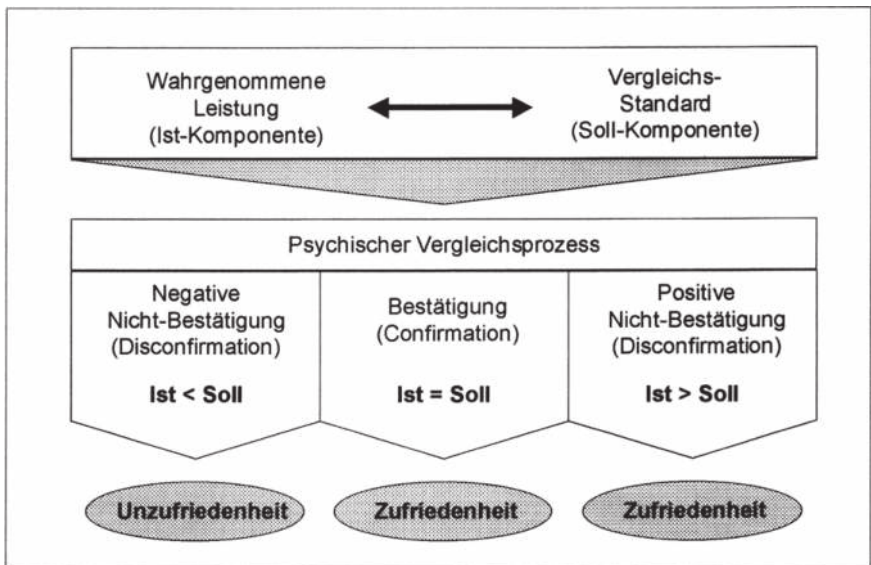 Wahrgenommene
Leistung
(Ist-Komponente)
Vergleichs-
Standard
(Soll-Komponente)
Psychischer Vergleichsprozess
Negative
Nicht-Bestätigung
(Disconfirmation)
Ist < Soll
Bestätigung
(Confirmation)
Ist = Soll
Positive
Nicht-Bestätigung
(Disconfirmation)
Ist > Soll
Unzufriedenheit
Zufriedenheit
Zufriedenheit